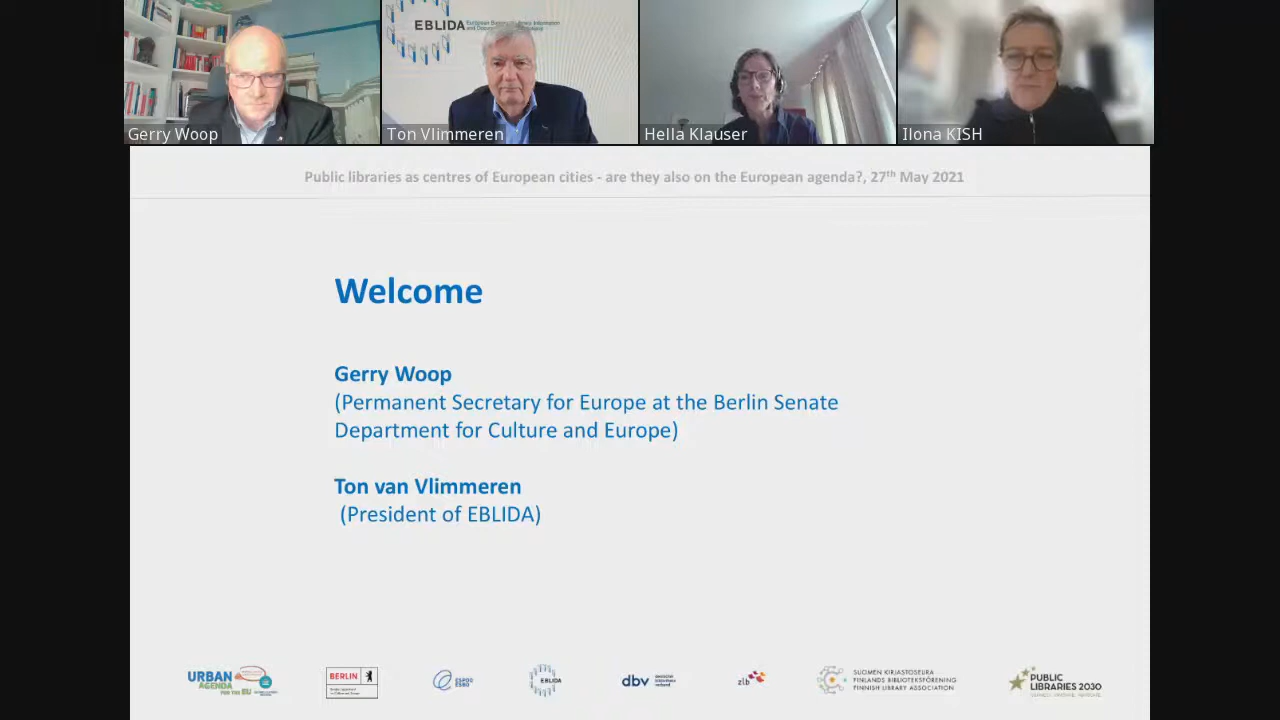 EBLIDA
Gerry Woop
Ton Vlimmeren
Hella Klauser
Ilona KISH
Public libraries as centres of European cities - are they also on the European agenda?, 27th May 2021
Welcome
Gerry Woop
(Permanent Secretary for Europe at the Berlin Senate
Department for Culture and Europe)
Ton van Vlimmeren
(President of EBLIDA)
URBAN
AGENDA
FOR THE EU
BERLIN
ESPOO
ESBO
EBLIDA
dbv
zlb
SUOMEN KIRJASTOSEURA
FINLANDS BIBLIOTEKSFÖRENING
FINNISH LIBRARY ASSOCIATION
PUBLIC
LIBRARIES 2030